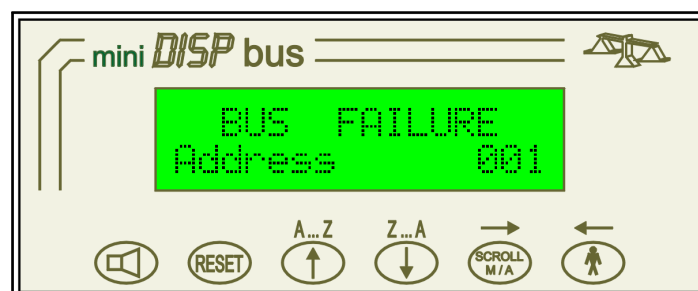 mini DISP bus
BUS FAILURE
Address 001
A...Z Z...A
RESET SCROLL
M/A